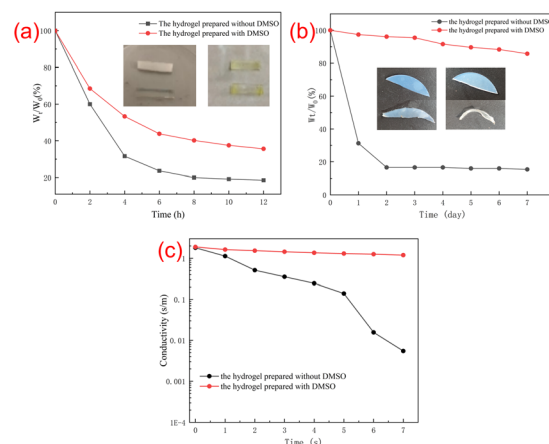 (a)
The hydrogel prepared without DMSO
The hydrogel prepared with DMSO
100
80
60
40
20
Wt/W0(%)
0 2 4 6 8 10 12
Time (h)
(b)
the hydrogel prepared without DMSO
the hydrogel prepared with DMSO
100
80
60
40
20
0
Wt/W0(%)
0 1 2 3 4 5 6 7
Time (day)
(c)
1
0.1
0.01
0.001
1E-4
Conductivity (s/m)
the hydrogel prepared without DMSO
the hydrogel prepared with DMSO
0 1 2 3 4 5 6 7
Time (s)